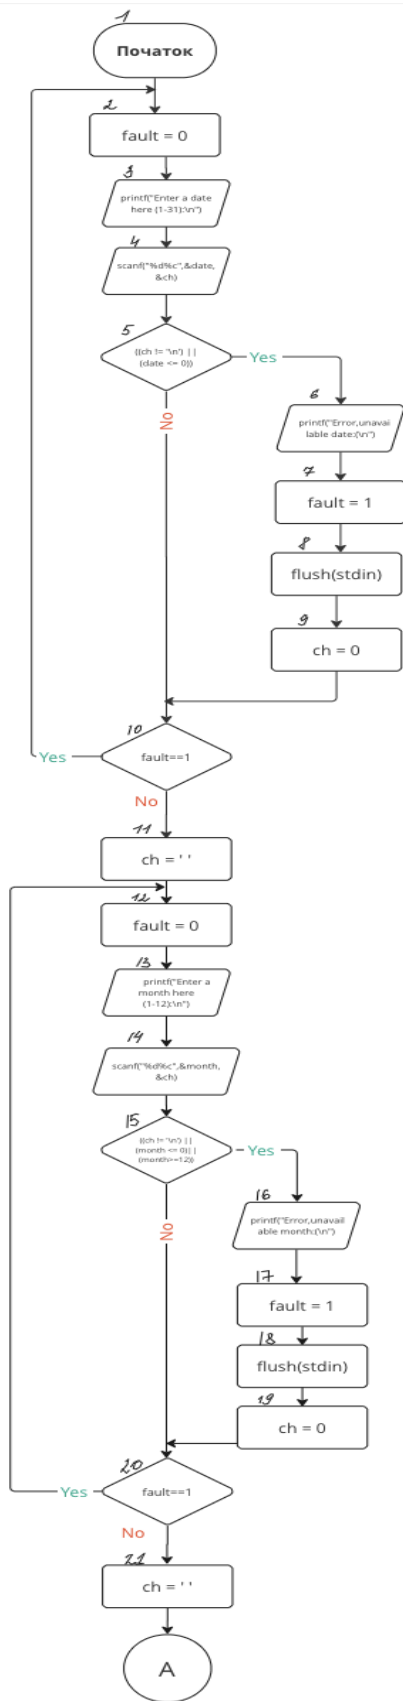 1
Початок
2
fault = 0
3
printf("Enter a date
here (1-31):\n")
4
scanf("%d%c",&date,
&ch)
5
((ch != '\n') ||
(date <= 0))
Yes
No
6
printf("Error,unavai
lable date:(\n")
7
fault = 1
8
flush(stdin)
9
ch = 0
10
fault==1
Yes
No
11
ch = ' '
12
fault = 0
13
printf("Enter a
month here
(1-12):\n")
14
scanf("%d%c",&month,
&ch)
15
((ch != '\n') ||
(month <= 0)||
(month>=12))
Yes
No
16
printf("Error,unavail
able month:(\n")
17
fault = 1
18
flush(stdin)
19
ch = 0
20
fault==1
Yes
No
21
ch = ' '
A